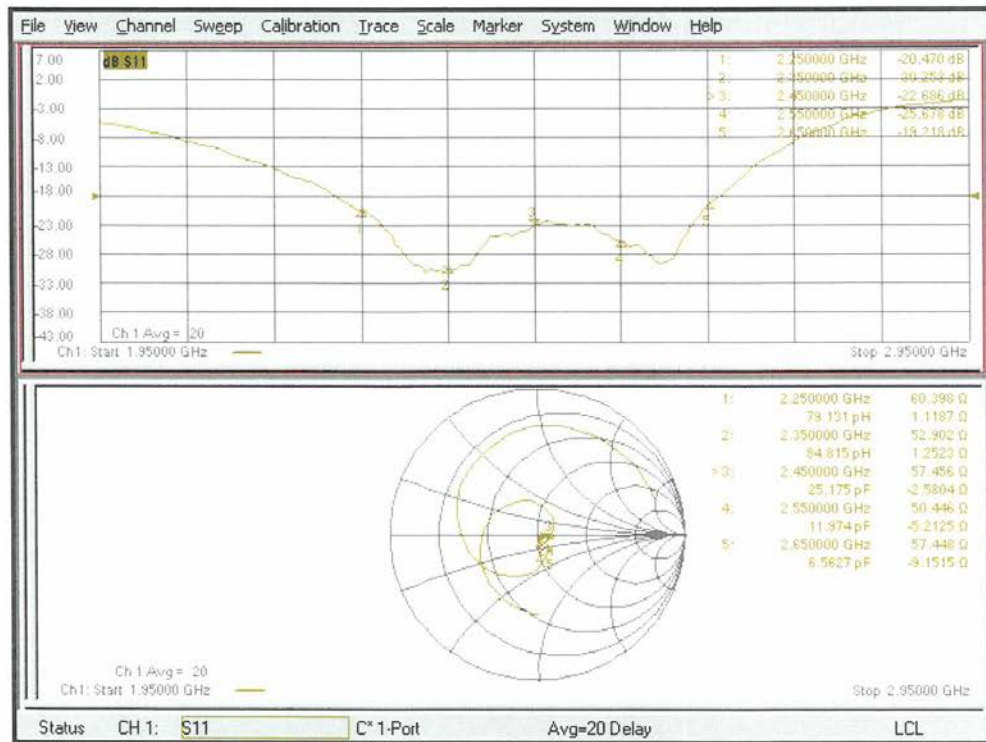 File View Channel Sweep Calibration Trace Scale Marker System Window Help
7.00
2.00
-3.00
-8.00
-13.00
-18.00
-23.00
-28.00
-33.00
-38.00
-43.00
dB S11
1: 2.250000 GHz -20.470 dB
2:
> 3: 2.450000 GHz -22.686 dB
4: 2.550000 GHz -25.678 dB
5: 2.650000 GHz -19.218 dB
1
2
3
4
5
Ch 1 Avg = 20
Ch1: Start 1.95000 GHz
Stop 2.95000 GHz
1: 2.250000 GHz 60.398 Ω
79.131 pH 1.1187 Ω
2: 2.350000 GHz 52.902 Ω
84.815 pH 1.2523 Ω
> 3: 2.450000 GHz 57.456 Ω
25.175 pF -2.5804 Ω
4: 2.550000 GHz 50.446 Ω
11.974 pF -5.2125 Ω
5: 2.650000 GHz 57.448 Ω
6.5627 pF -9.1515 Ω
Ch 1 Avg = 20
Ch1: Start 1.95000 GHz
Stop 2.95000 GHz
Status CH 1: S11 C* 1-Port Avg=20 Delay LCL